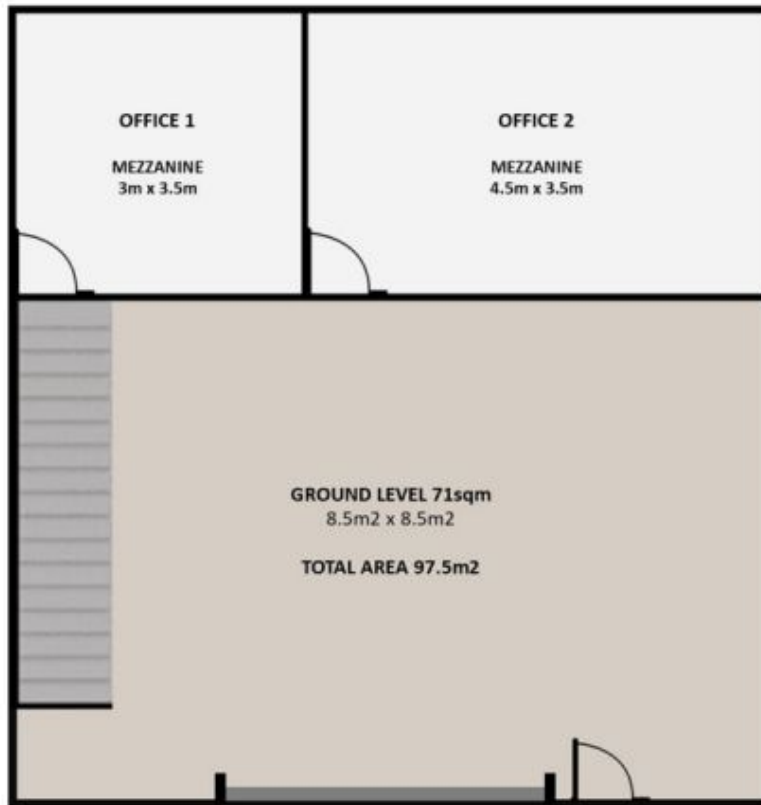 OFFICE 1
MEZZANINE
3m x 3.5m
OFFICE 2
MEZZANINE
4.5m x 3.5m
GROUND LEVEL 71sqm
8.5m2 x 8.5m2
TOTAL AREA 97.5m2